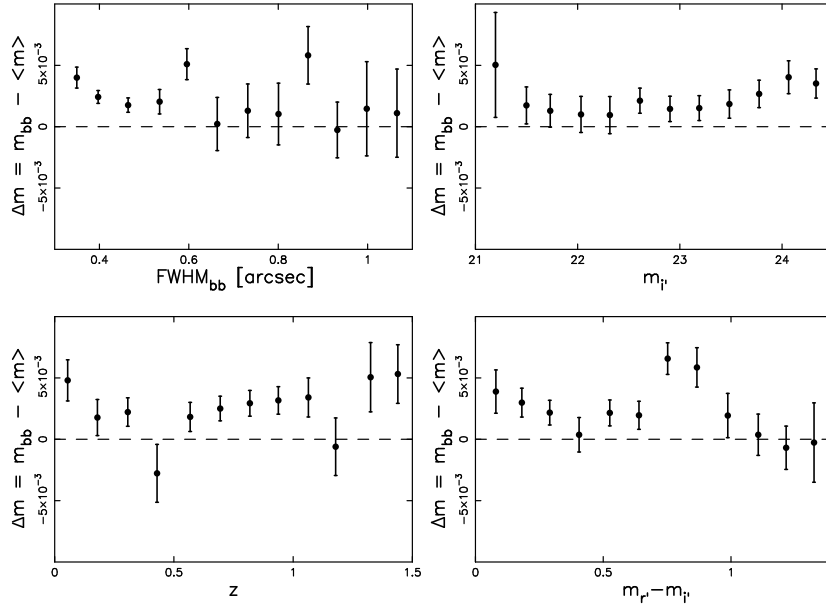 Δm = m_bb − <m>
5×10⁻³
0
−5×10⁻³
0.4 0.6 0.8 1
FWHM_bb [arcsec]
Δm = m_bb − <m>
5×10⁻³
0
−5×10⁻³
21 22 23 24
m_i'
Δm = m_bb − <m>
5×10⁻³
0
−5×10⁻³
0 0.5 1 1.5
z
Δm = m_bb − <m>
5×10⁻³
0
−5×10⁻³
0 0.5 1
m_r'−m_i'